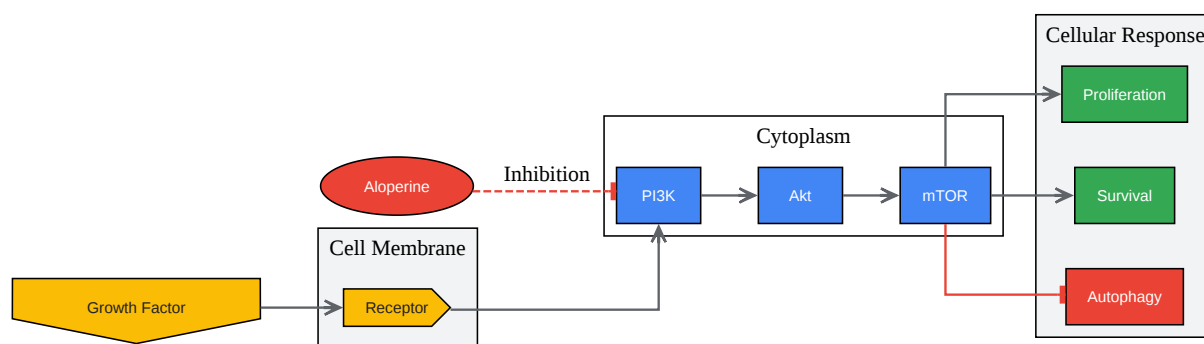 Cellular Response
Proliferation
Cytoplasm
Inhibition
Aloperine
PI3K
Akt
mTOR
Survival
Cell Membrane
Growth Factor
Receptor
Autophagy